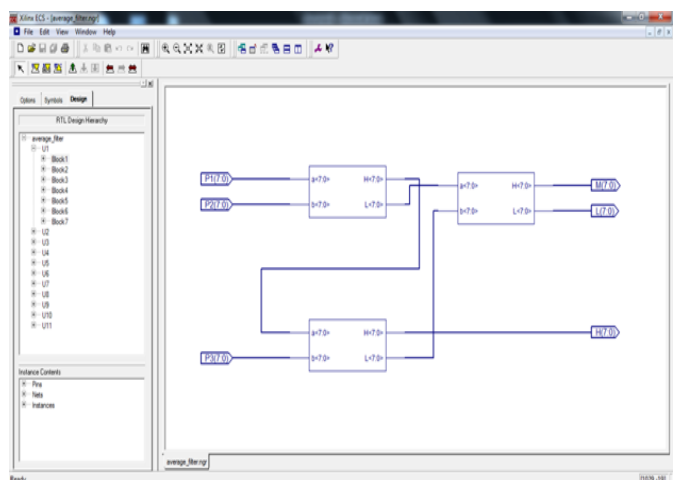 Xilinx ECS - [average_filter.ngr]
File Edit View Window Help
Options Symbols Design
RTL Design Hierarchy
average_filter
U1
Block1
Block2
Block3
Block4
Block5
Block6
Block7
U2
U3
U4
U5
U6
U7
U8
U9
U10
U11
Instance Contents
Pins
Nets
Instances
P1(7:0) a<7:0> H<7:0> a<7:0> H<7:0> M(7:0)
P2(7:0) b<7:0> L<7:0> b<7:0> L<7:0> L(7:0)
a<7:0> H<7:0> H(7:0)
P3(7:0) b<7:0> L<7:0>
average_filter.ngr
Ready